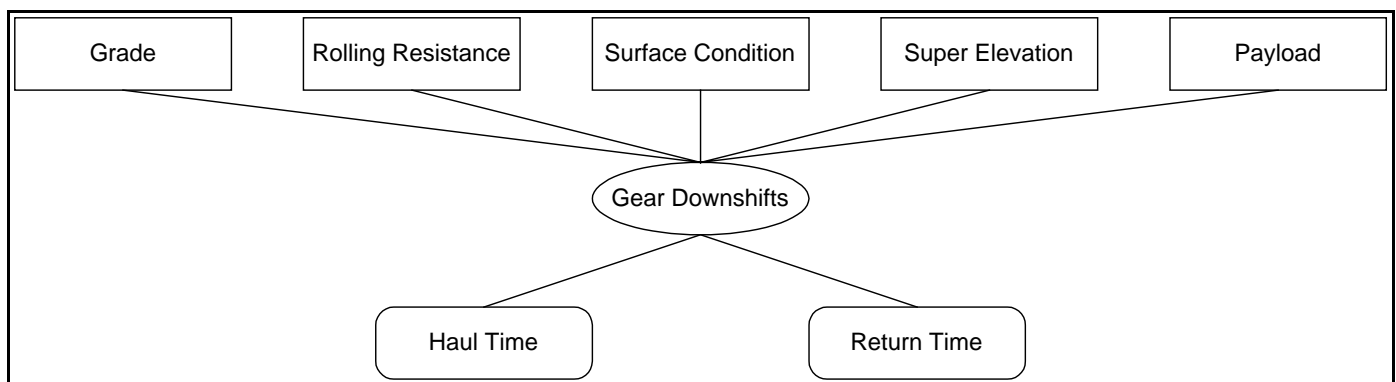 Grade
Rolling Resistance
Surface Condition
Super Elevation
Payload
Gear Downshifts
Haul Time
Return Time